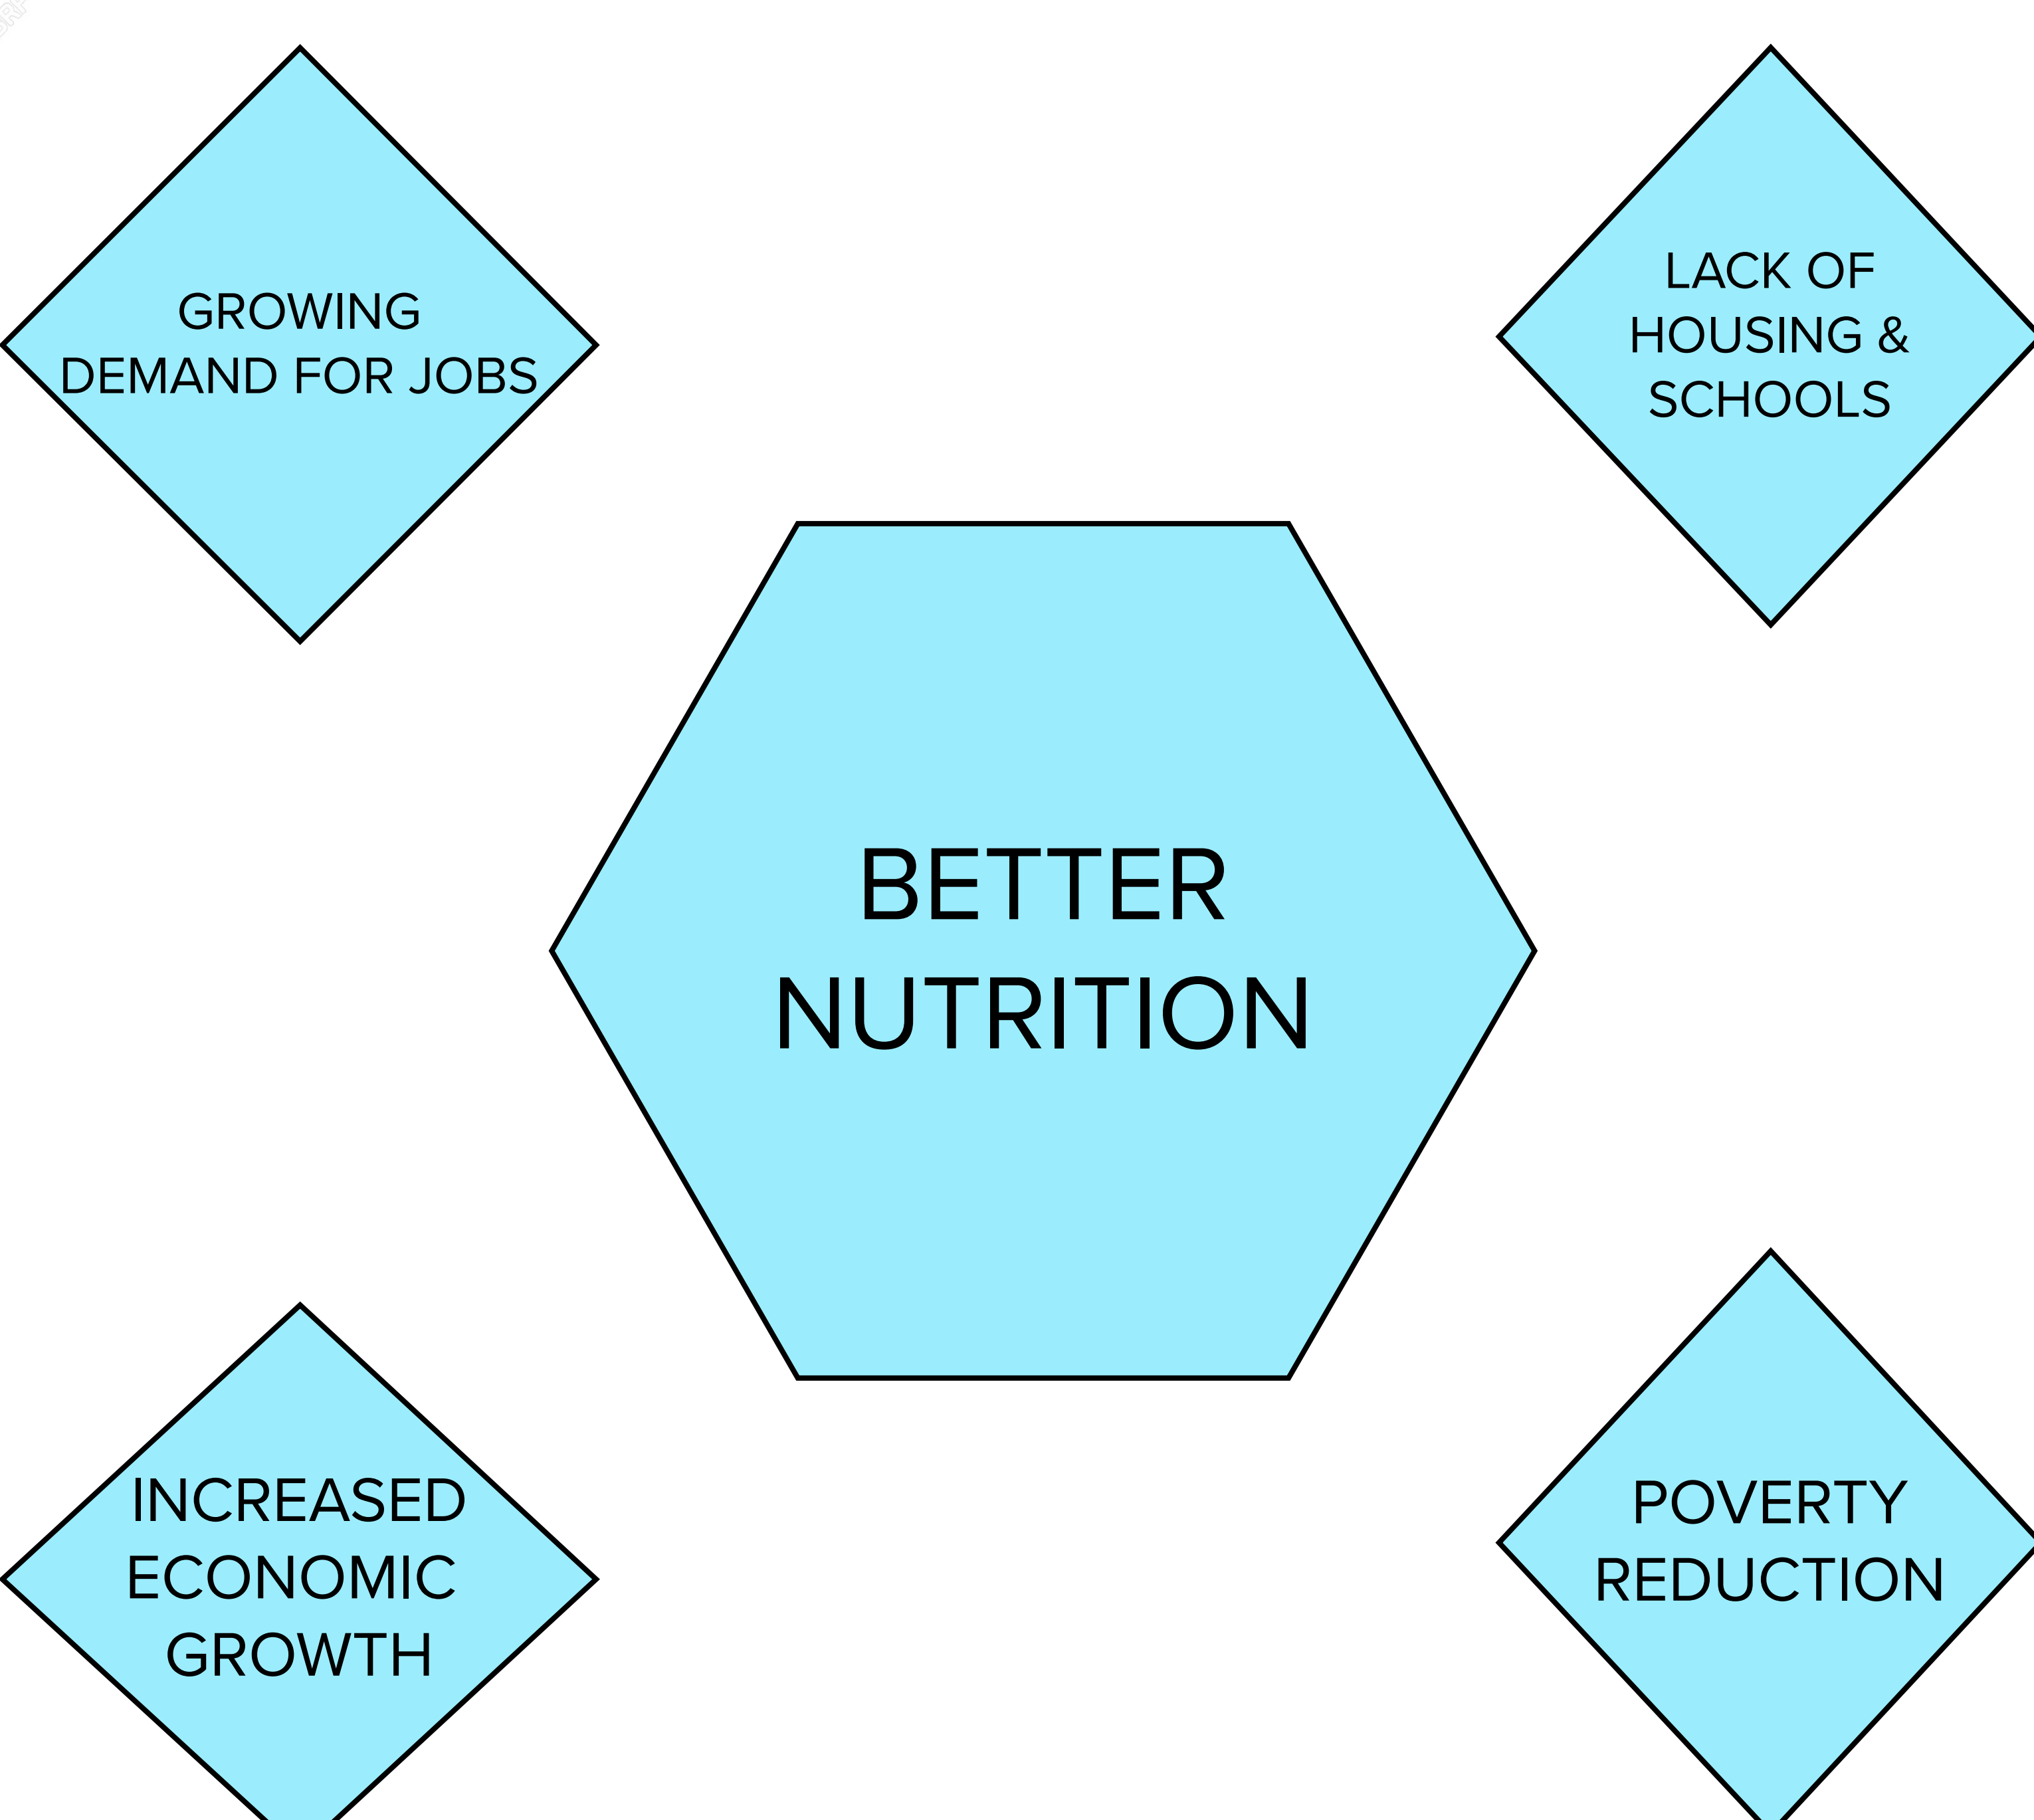 GROWING
DEMAND FOR JOBS
LACK OF
HOUSING &
SCHOOLS
BETTER
NUTRITION
INCREASED
ECONOMIC
GROWTH
POVERTY
REDUCTION